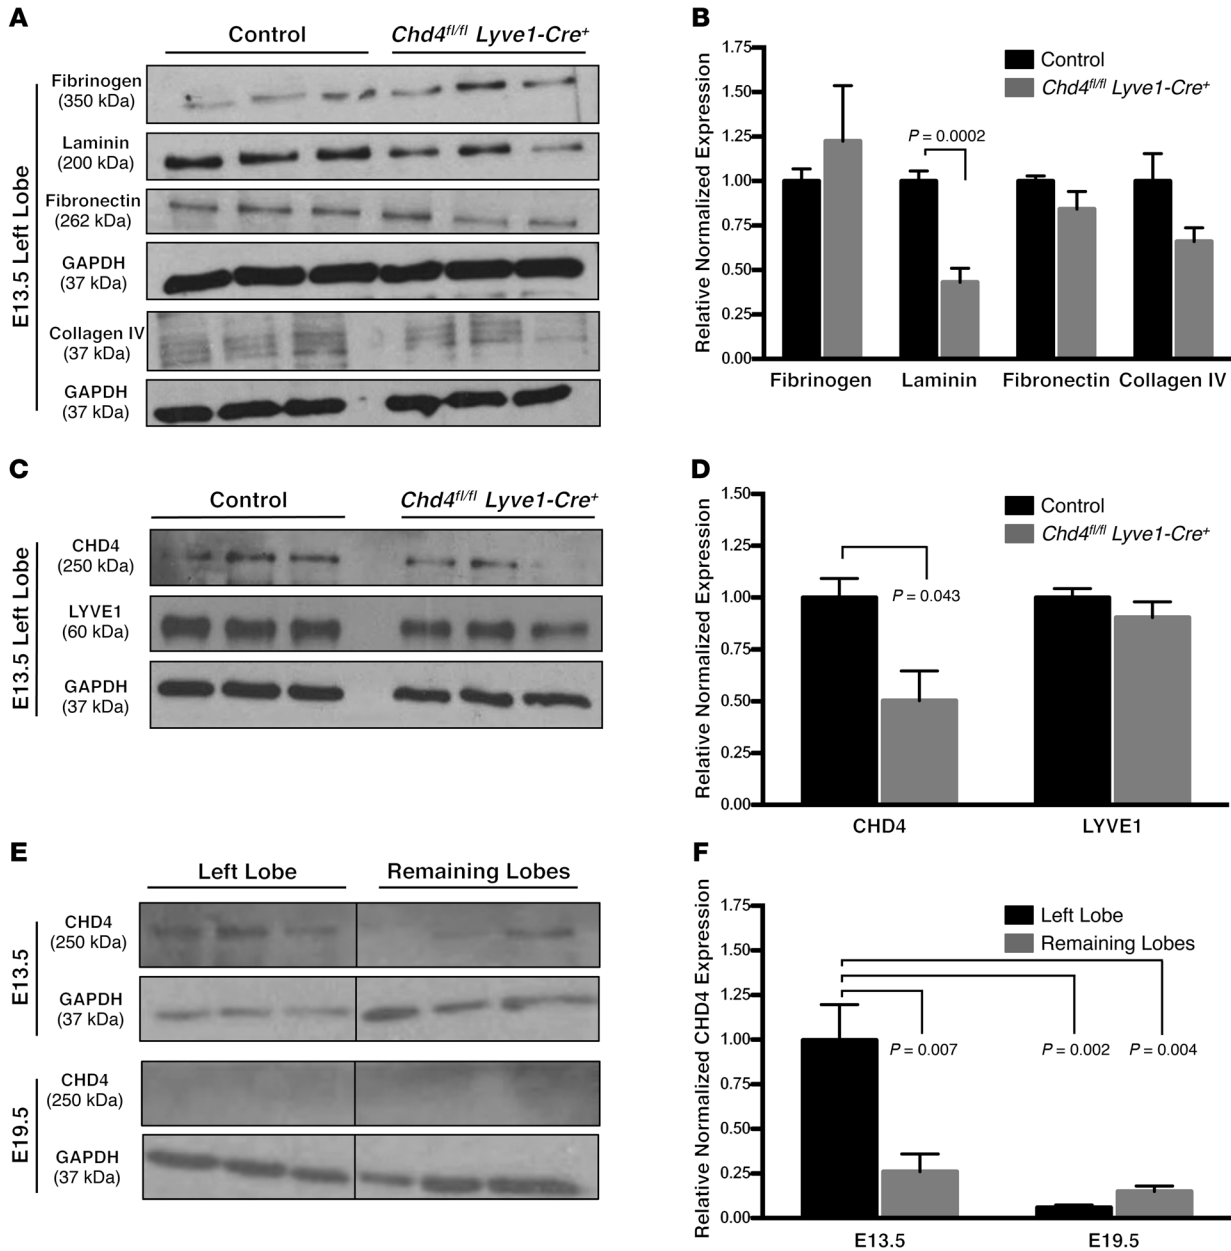 A
Control
Chd4fl/fl Lyve1-Cre+
E13.5 Left Lobe
Fibrinogen
(350 kDa)
Laminin
(200 kDa)
Fibronectin
(262 kDa)
GAPDH
(37 kDa)
Collagen IV
(37 kDa)
GAPDH
(37 kDa)
B
Relative Normalized Expression
1.75
1.50
1.25
1.00
0.75
0.50
0.25
0.00
Control
Chd4fl/fl Lyve1-Cre+
P = 0.0002
Fibrinogen
Laminin
Fibronectin
Collagen IV
C
Control
Chd4fl/fl Lyve1-Cre+
E13.5 Left Lobe
CHD4
(250 kDa)
LYVE1
(60 kDa)
GAPDH
(37 kDa)
D
Relative Normalized Expression
1.50
1.25
1.00
0.75
0.50
0.25
0.00
Control
Chd4fl/fl Lyve1-Cre+
P = 0.043
CHD4
LYVE1
E
Left Lobe
Remaining Lobes
E13.5
CHD4
(250 kDa)
GAPDH
(37 kDa)
E19.5
CHD4
(250 kDa)
GAPDH
(37 kDa)
F
Relative Normalized CHD4 Expression
1.75
1.50
1.25
1.00
0.75
0.50
0.25
0.00
Left Lobe
Remaining Lobes
P = 0.007
P = 0.002
P = 0.004
E13.5
E19.5